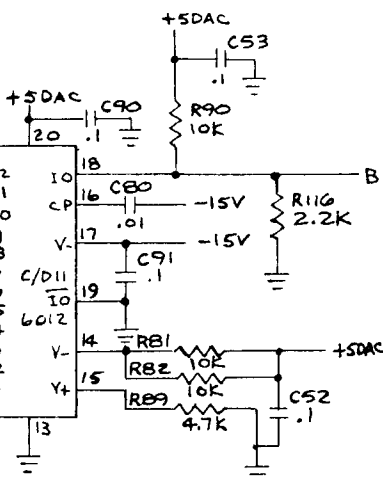 +5DAC
C53
.1
+5DAC
C90
.1
R90
10K
20
18
IO
B
16
CP
C80
.01
-15V
R116
2.2K
17
V-
-15V
C91
.1
C/D11
19
IO
6012
14
V-
R81
10K
+5DAC
R82
10K
15
V+
R89
4.7K
C52
.1
13